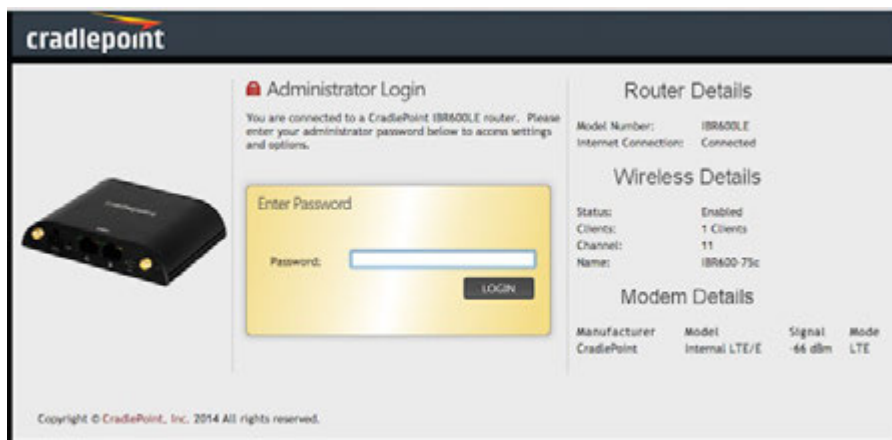 cradlepoint
Administrator Login
You are connected to a CradlePoint IBR600LE router. Please
enter your administrator password below to access settings
and options.
Enter Password
Password:
LOGIN
Router Details
Model Number: IBR600LE
Internet Connection: Connected
Wireless Details
Status: Enabled
Clients: 1 Clients
Channel: 11
Name: IBR600-75c
Modem Details
Manufacturer Model Signal Mode
CradlePoint Internal LTE/E -66 dBm LTE
Copyright © CradlePoint, Inc. 2014 All rights reserved.